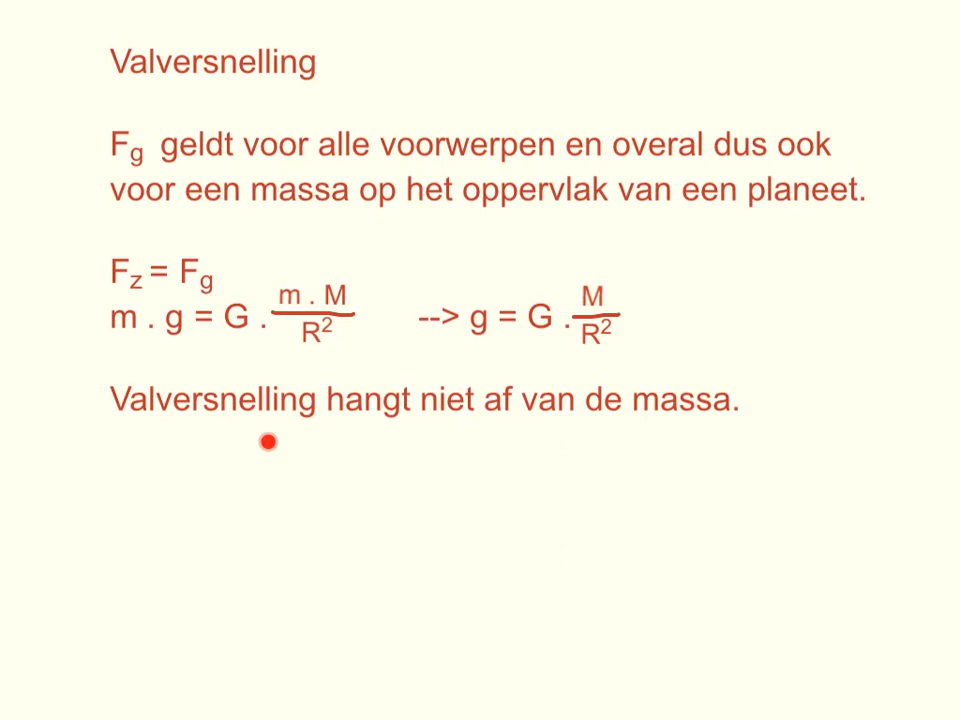 Valversnelling
Fg geldt voor alle voorwerpen en overal dus ook
voor een massa op het oppervlak van een planeet.
Fz = Fg
m . g = G . m . M / R² --> g = G . M / R²
Valversnelling hangt niet af van de massa.